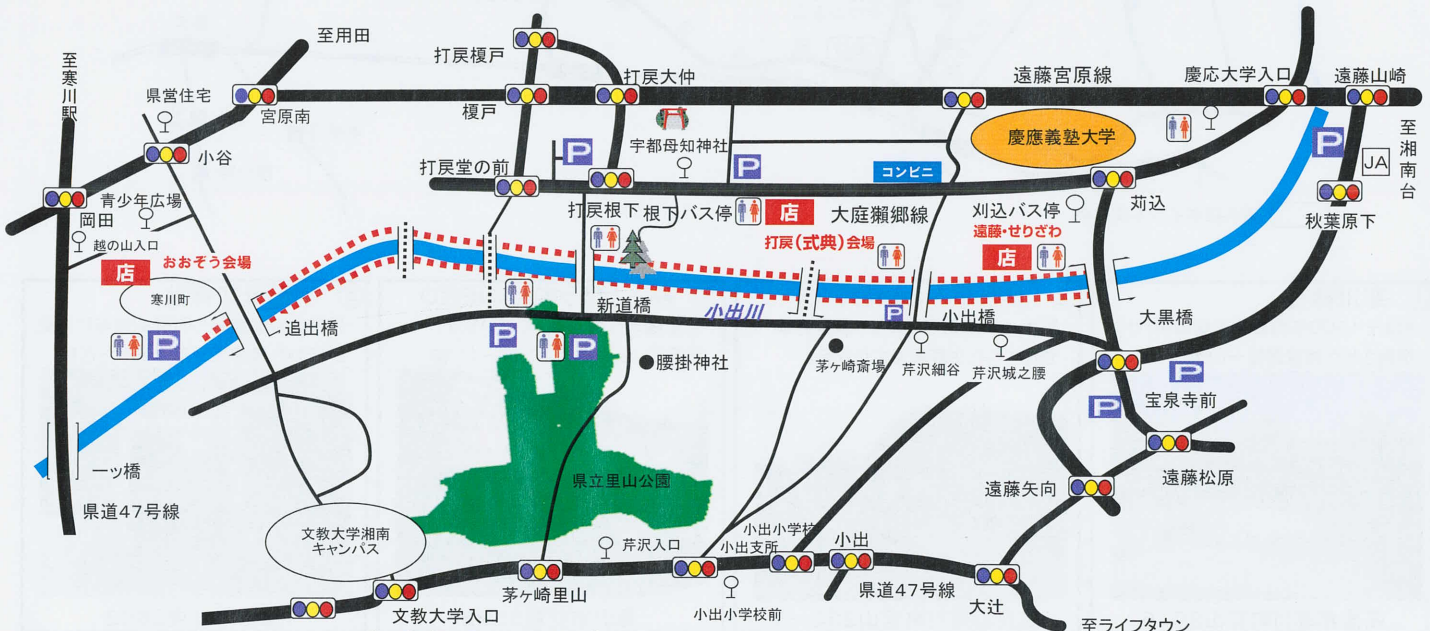 至用田
至寒川駅
打戻榎戸
打戻大仲
遠藤宮原線
慶応大学入口
遠藤山崎
県営住宅
宮原南
榎戸
宇都母知神社
慶應義塾大学
至湘南台
小谷
打戻堂の前
P
P
コンビニ
P
JA
青少年広場
岡田
打戻根下
根下バス停
店
大庭獺郷線
刈込バス停
苅込
秋葉原下
越の山入口
店
おおぞう会場
打戻(式典)会場
遠藤・せりざわ
店
寒川町
追出橋
新道橋
小出川
P
小出橋
大黒橋
P
P
P
腰掛神社
茅ヶ崎斎場
芹沢細谷
芹沢城之腰
P
宝泉寺前
P
一ッ橋
県道47号線
県立里山公園
遠藤矢向
遠藤松原
文教大学湘南
キャンパス
芹沢入口
小出小学校
小出支所
小出
茅ヶ崎里山
文教大学入口
小出小学校前
県道47号線
大辻
至ライフタウン